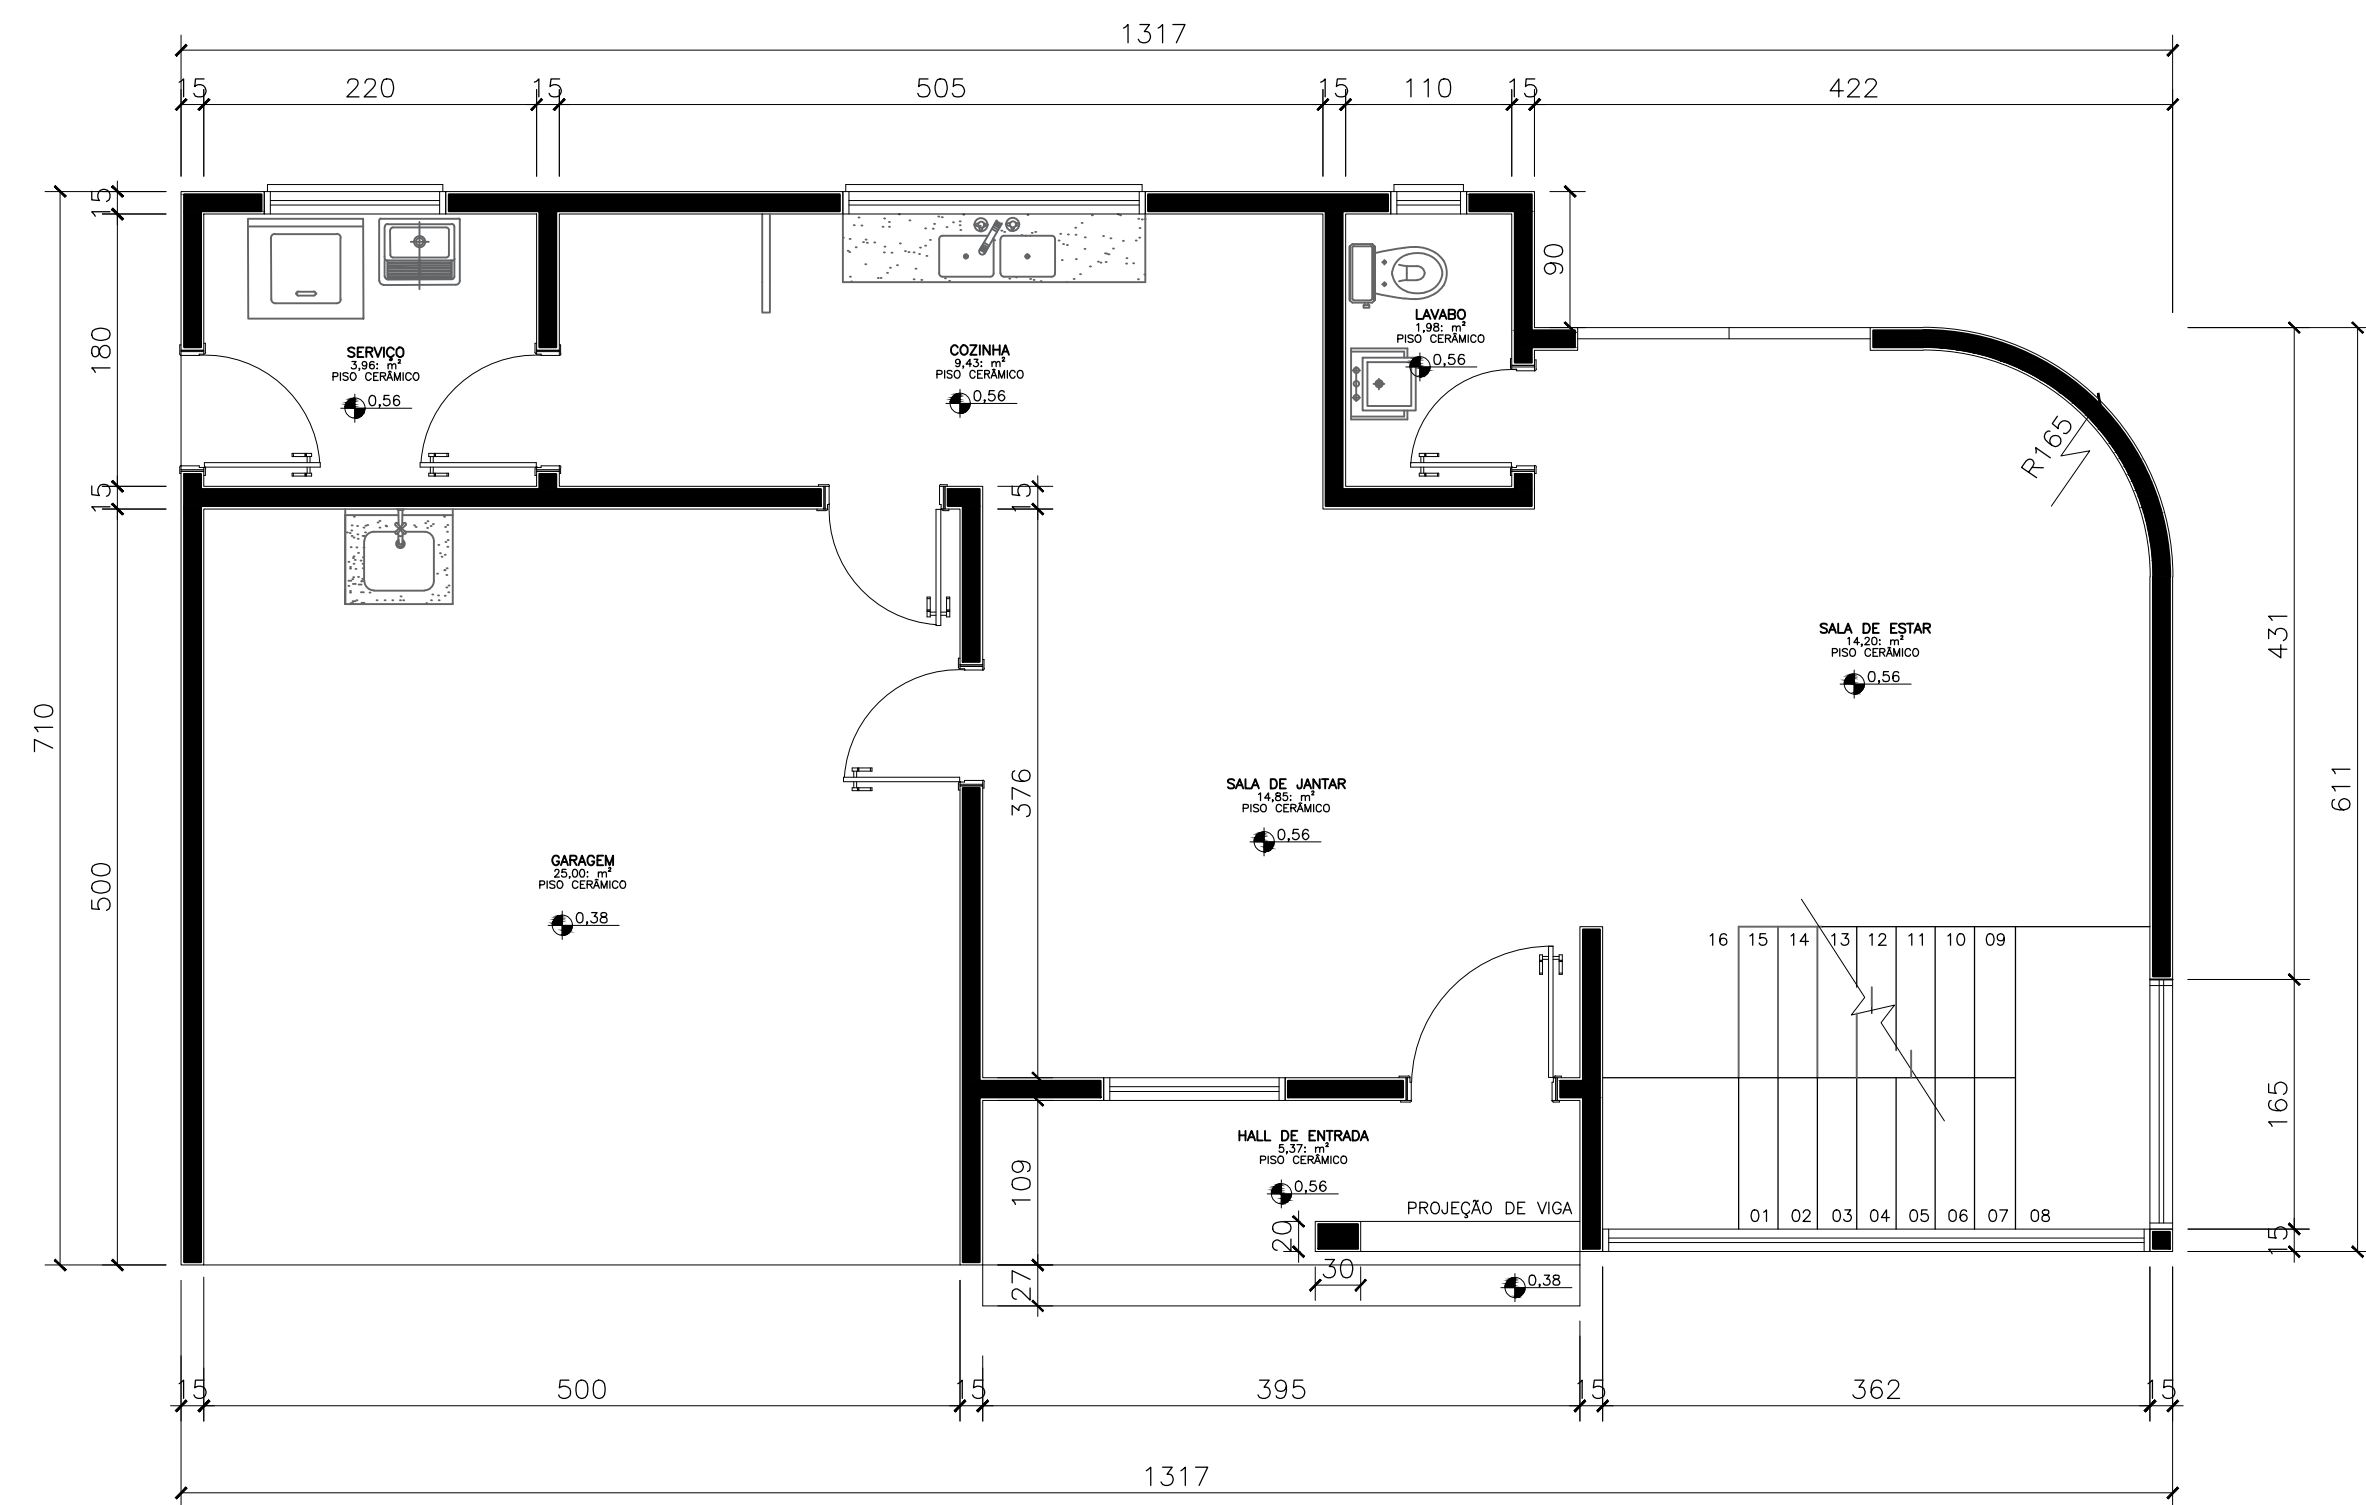 1317
15 220 15 505 15 110 15 422
15
90
LAVABO
1,98: m²
PISO CERÂMICO
0,56
SERVIÇO
3,96: m²
PISO CERÂMICO
0,56
COZINHA
9,43: m²
PISO CERÂMICO
0,56
180
R165
15
15
SALA DE ESTAR
14,20: m²
PISO CERÂMICO
0,56
431
710
376
611
SALA DE JANTAR
14,85: m²
PISO CERÂMICO
0,56
GARAGEM
25,00: m²
PISO CERÂMICO
0,38
500
16 15 14 13 12 11 10 09
165
HALL DE ENTRADA
5,37: m²
PISO CERÂMICO
0,56
109
PROJEÇÃO DE VIGA
01 02 03 04 05 06 07 08
20
15
30
27
0,38
15 500 15 395 15 362 15
1317